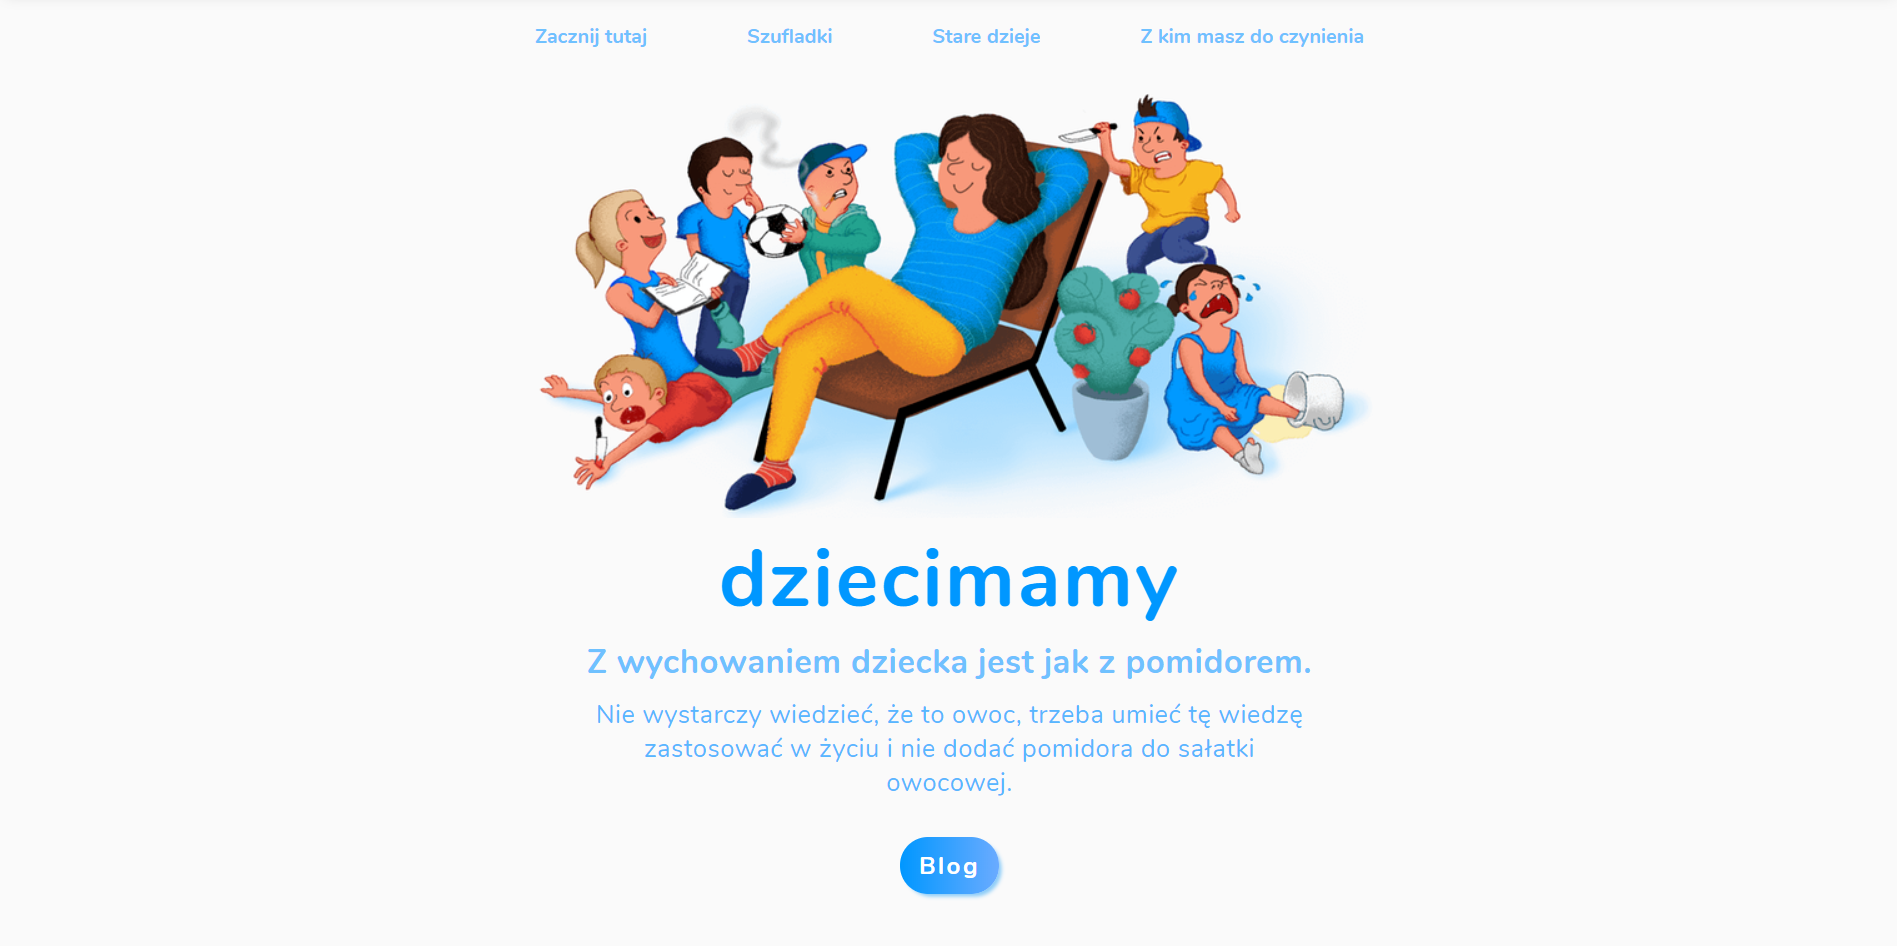 Zacznij tutaj
Szufladki
Stare dzieje
Z kim masz do czynienia
dziecimamy
Z wychowaniem dziecka jest jak z pomidorem.
Nie wystarczy wiedzieć, że to owoc, trzeba umieć tę wiedzę
zastosować w życiu i nie dodać pomidora do sałatki
owocowej.
Blog